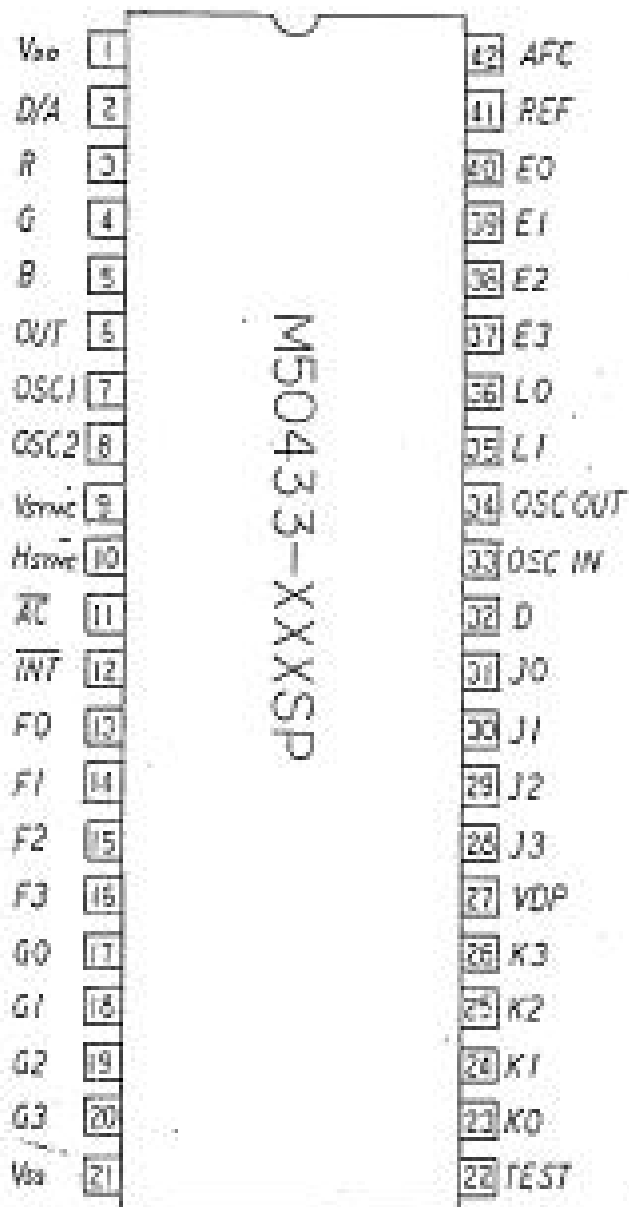 1
D/A 2
R 3
G 4
B 5
OUT 6
OSC1 7
OSC2 8
VSYNC 9
HSYNC 10
AC 11
INT 12
F0 13
F1 14
F2 15
F3 16
G0 17
G1 18
G2 19
G3 20
21
M50433-XXXSP
42 AFC
41 REF
40 E0
39 E1
38 E2
37 E3
36 L0
35 L1
34 OSC OUT
33 OSC IN
32 D
31 J0
30 J1
29 J2
28 J3
27 VDP
26 K3
25 K2
24 K1
23 K0
22 TEST